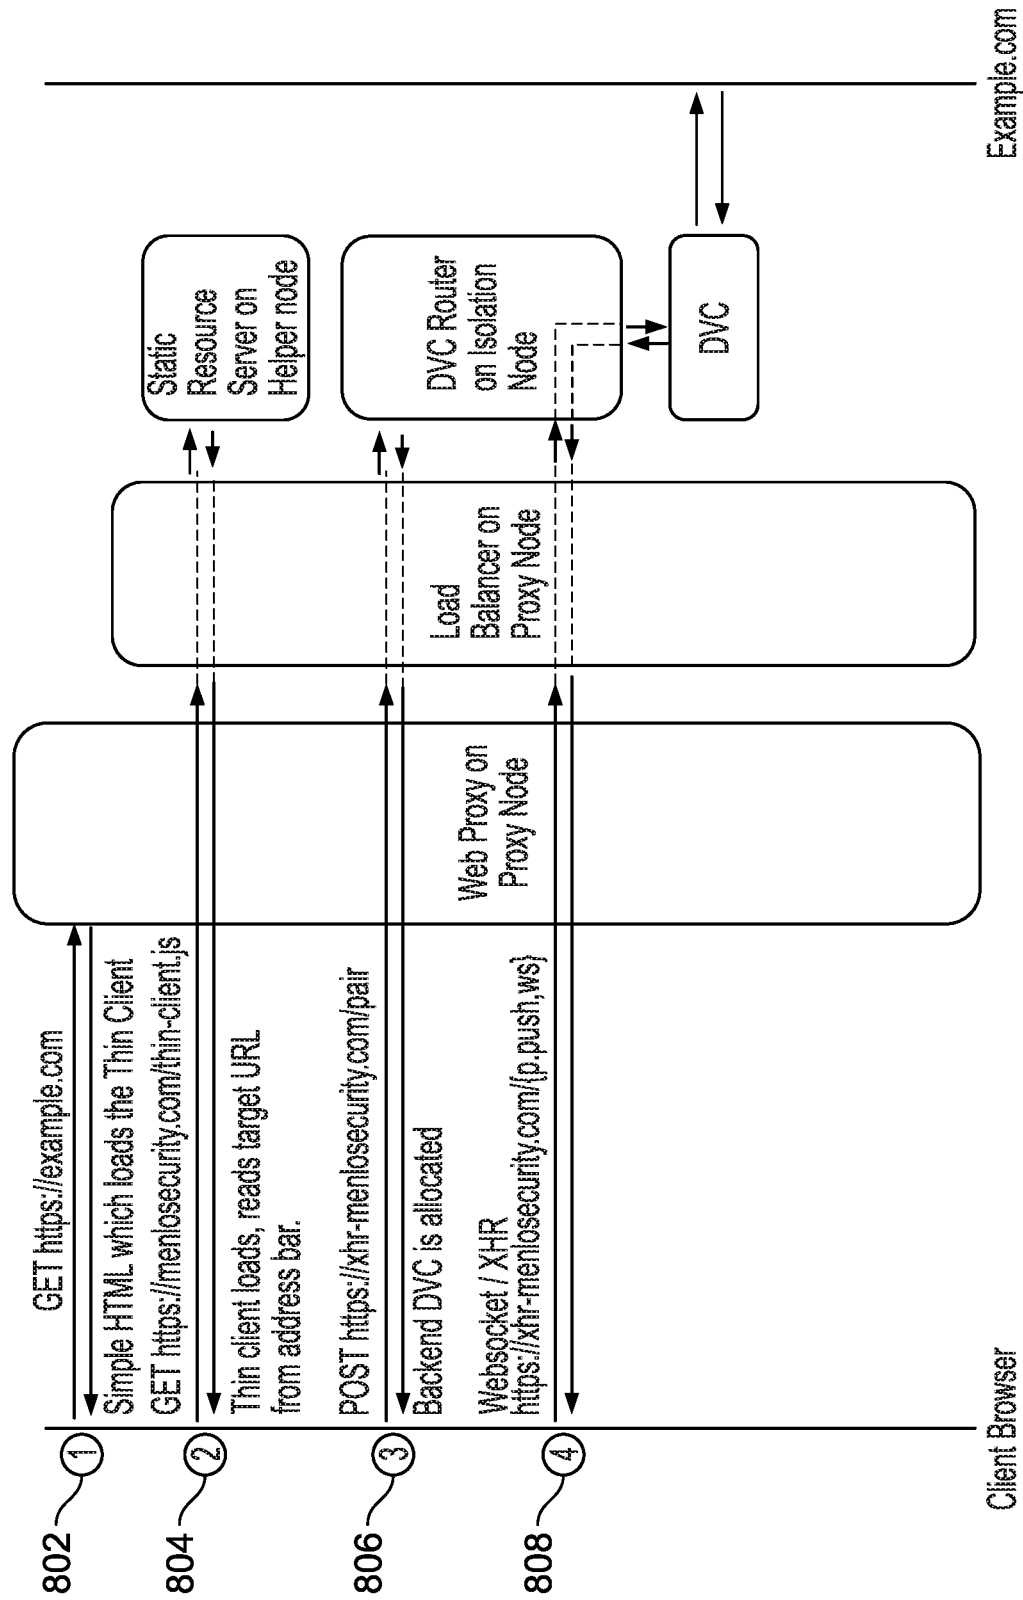 802
1
GET https://example.com
Simple HTML which loads the Thin Client
804
2
GET https://menlosecurity.com/thin-client.js
Thin client loads, reads target URL
from address bar.
806
3
POST https://xhr-menlosecurity.com/pair
Backend DVC is allocated
808
4
Websocket / XHR
https://xhr-menlosecurity.com/{p.push,ws}
Web Proxy on
Proxy Node
Load
Balancer on
Proxy Node
Static
Resource
Server on
Helper node
DVC Router
on Isolation
Node
DVC
Client Browser
Example.com